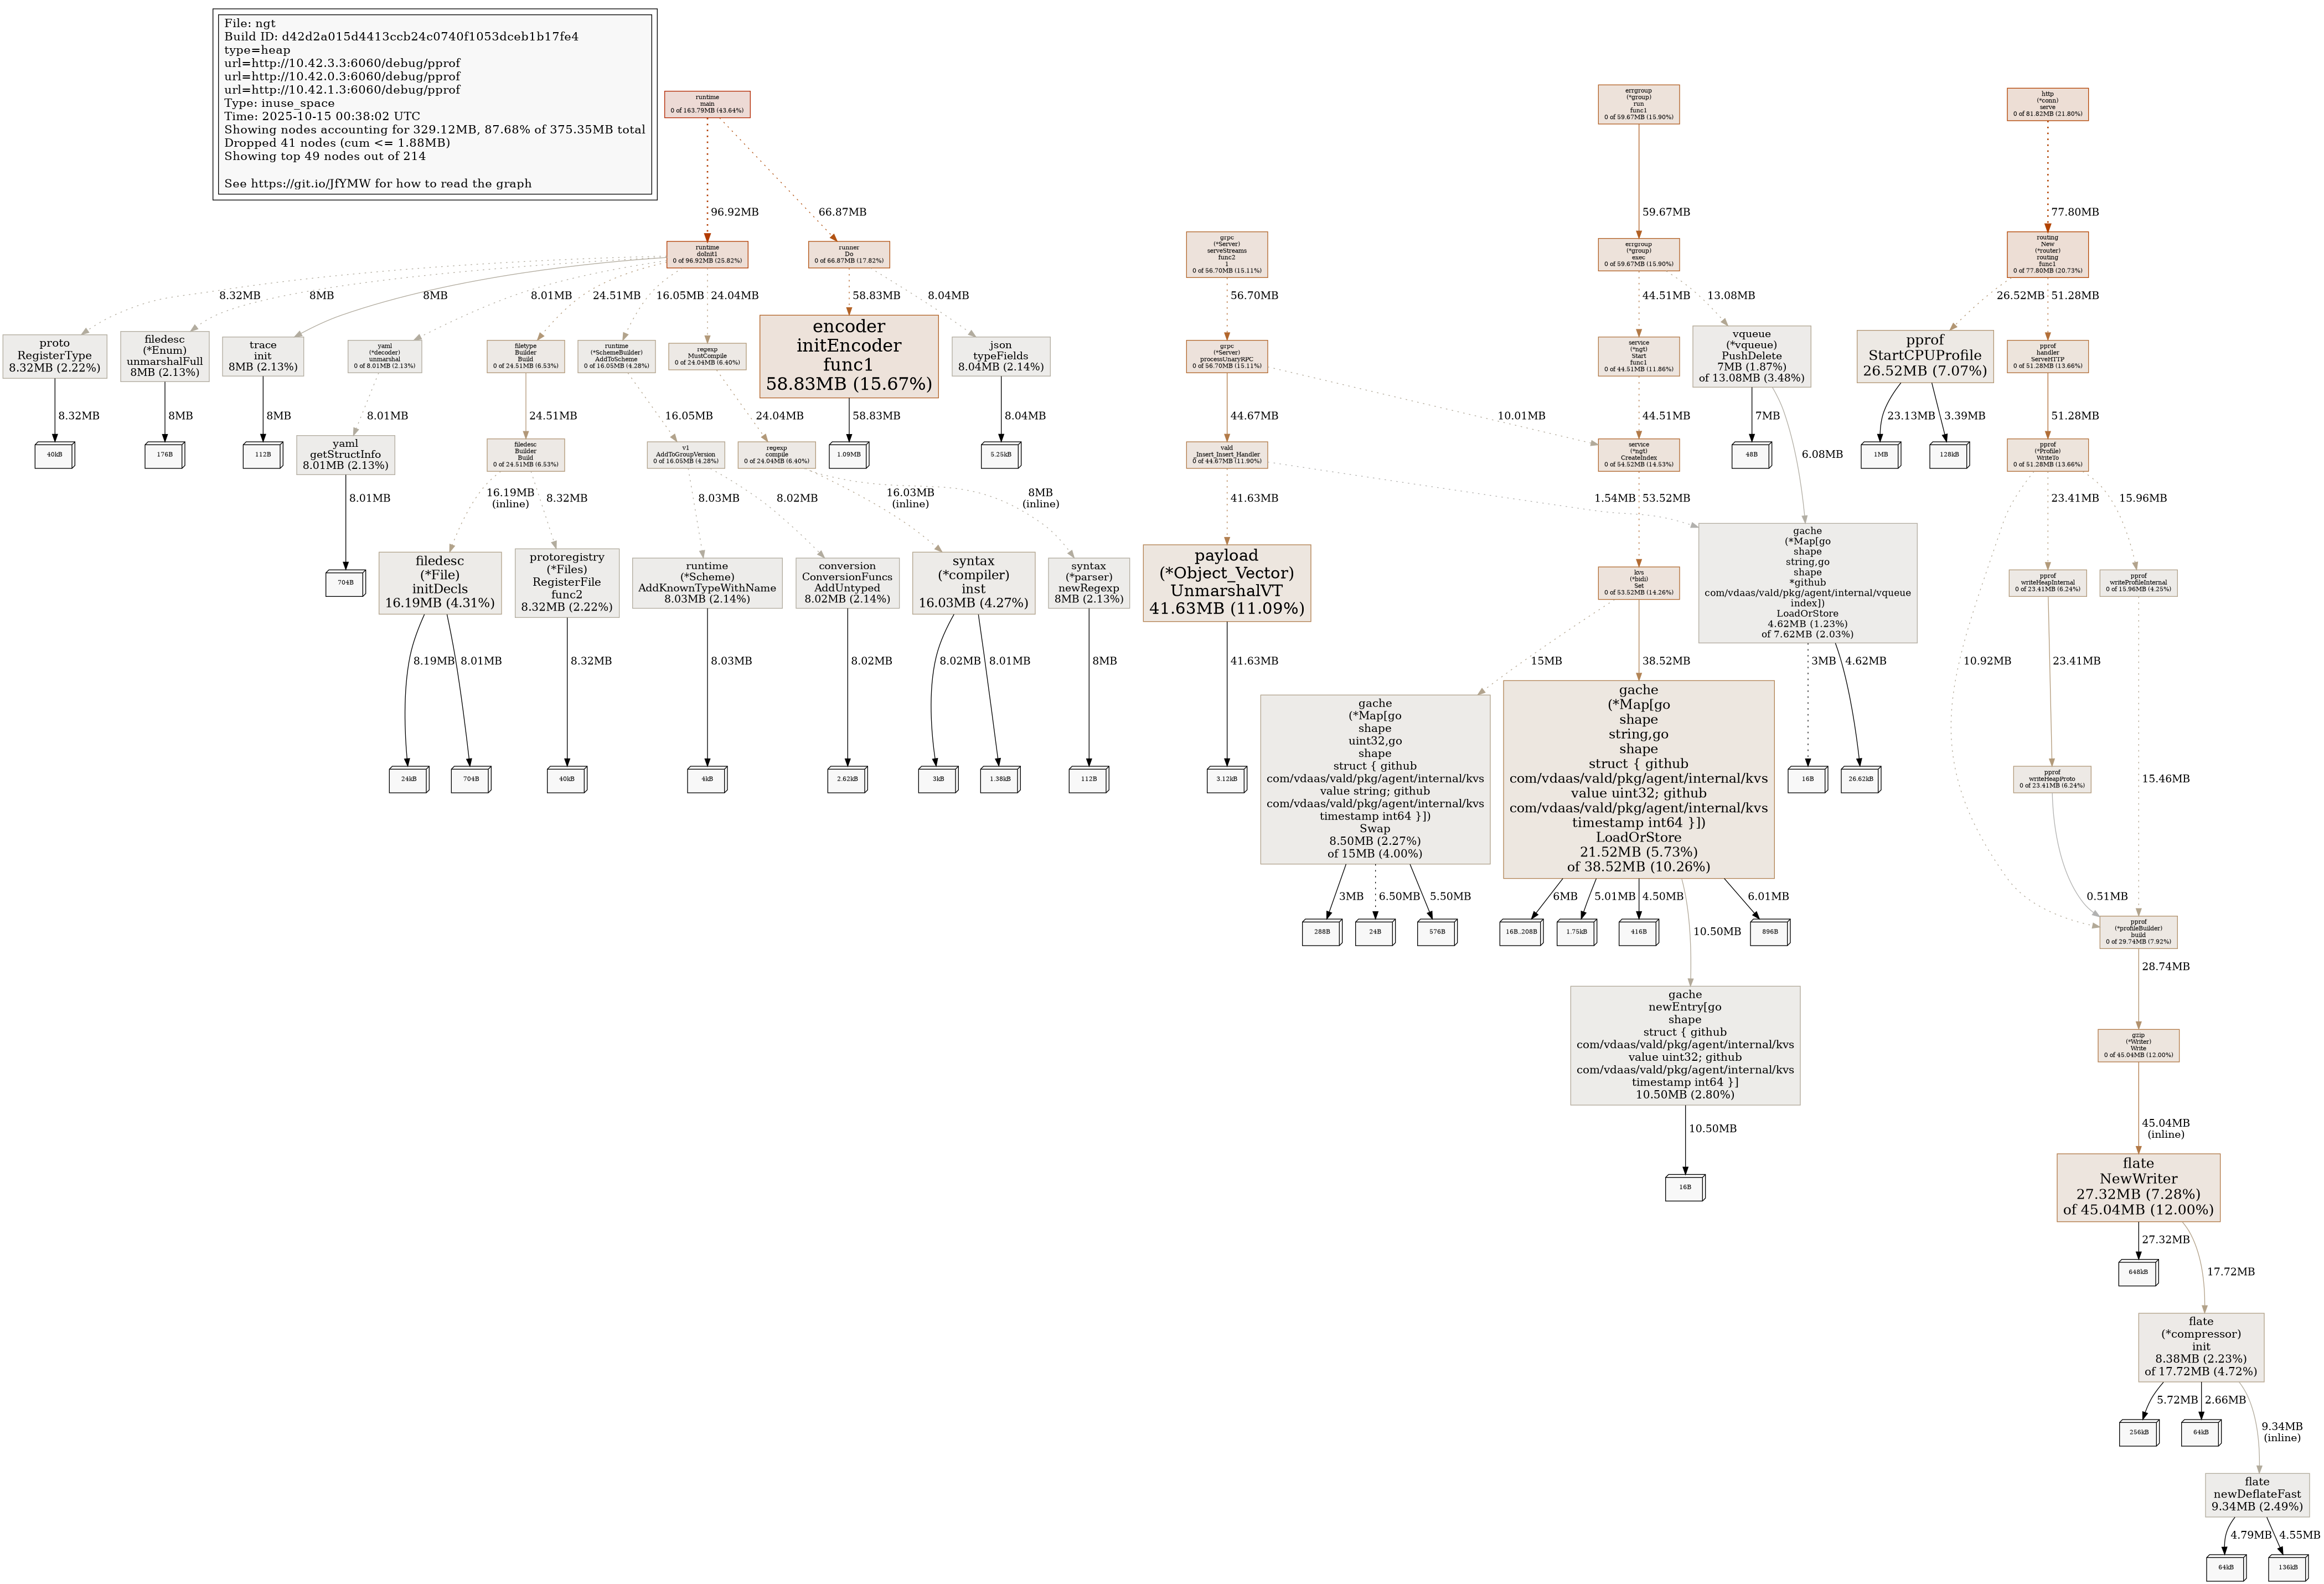 File: ngt
Build ID: d42d2a015d4413ccb24c0740f1053dceb1b17fe4
type=heap
url=http://10.42.3.3:6060/debug/pprof
url=http://10.42.0.3:6060/debug/pprof
url=http://10.42.1.3:6060/debug/pprof
Type: inuse_space
Time: 2025-10-15 00:38:02 UTC
Showing nodes accounting for 329.12MB, 87.68% of 375.35MB total
Dropped 41 nodes (cum <= 1.88MB)
Showing top 49 nodes out of 214
See https://git.io/JfYMW for how to read the graph
runtime
main
0 of 163.79MB (43.64%)
errgroup
(*group)
run
func1
0 of 59.67MB (15.90%)
http
(*conn)
serve
0 of 81.82MB (21.80%)
96.92MB
66.87MB
59.67MB
77.80MB
runtime
doInit1
0 of 96.92MB (25.82%)
runner
Do
0 of 66.87MB (17.82%)
grpc
(*Server)
serveStreams
func2
1
0 of 56.70MB (15.11%)
errgroup
(*group)
exec
0 of 59.67MB (15.90%)
routing
New
(*router)
routing
func1
0 of 77.80MB (20.73%)
8.32MB
8MB
8MB
8.01MB
24.51MB
16.05MB
24.04MB
58.83MB
8.04MB
56.70MB
44.51MB
13.08MB
26.52MB
51.28MB
proto
RegisterType
8.32MB (2.22%)
filedesc
(*Enum)
unmarshalFull
8MB (2.13%)
trace
init
8MB (2.13%)
yaml
(*decoder)
unmarshal
0 of 8.01MB (2.13%)
filetype
Builder
Build
0 of 24.51MB (6.53%)
runtime
(*SchemeBuilder)
AddToScheme
0 of 16.05MB (4.28%)
regexp
MustCompile
0 of 24.04MB (6.40%)
encoder
initEncoder
func1
58.83MB (15.67%)
json
typeFields
8.04MB (2.14%)
grpc
(*Server)
processUnaryRPC
0 of 56.70MB (15.11%)
service
(*ngt)
Start
func1
0 of 44.51MB (11.86%)
vqueue
(*vqueue)
PushDelete
7MB (1.87%)
of 13.08MB (3.48%)
pprof
StartCPUProfile
26.52MB (7.07%)
pprof
handler
ServeHTTP
0 of 51.28MB (13.66%)
8.32MB
8MB
8MB
8.01MB
24.51MB
16.05MB
24.04MB
58.83MB
8.04MB
44.67MB
10.01MB
44.51MB
7MB
6.08MB
23.13MB
3.39MB
51.28MB
40kB
176B
112B
yaml
getStructInfo
8.01MB (2.13%)
filedesc
Builder
Build
0 of 24.51MB (6.53%)
v1
AddToGroupVersion
0 of 16.05MB (4.28%)
regexp
compile
0 of 24.04MB (6.40%)
1.09MB
5.25kB
vald
_Insert_Insert_Handler
0 of 44.67MB (11.90%)
service
(*ngt)
CreateIndex
0 of 54.52MB (14.53%)
48B
1MB
128kB
pprof
(*Profile)
WriteTo
0 of 51.28MB (13.66%)
8.01MB
16.19MB
(inline)
8.32MB
8.03MB
8.02MB
16.03MB
(inline)
8MB
(inline)
41.63MB
1.54MB
53.52MB
23.41MB
15.96MB
10.92MB
704B
filedesc
(*File)
initDecls
16.19MB (4.31%)
protoregistry
(*Files)
RegisterFile
func2
8.32MB (2.22%)
runtime
(*Scheme)
AddKnownTypeWithName
8.03MB (2.14%)
conversion
ConversionFuncs
AddUntyped
8.02MB (2.14%)
syntax
(*compiler)
inst
16.03MB (4.27%)
syntax
(*parser)
newRegexp
8MB (2.13%)
payload
(*Object_Vector)
UnmarshalVT
41.63MB (11.09%)
kvs
(*bidi)
Set
0 of 53.52MB (14.26%)
gache
(*Map[go
shape
string,go
shape
*github
com/vdaas/vald/pkg/agent/internal/vqueue
index])
LoadOrStore
4.62MB (1.23%)
of 7.62MB (2.03%)
pprof
writeHeapInternal
0 of 23.41MB (6.24%)
pprof
writeProfileInternal
0 of 15.96MB (4.25%)
8.19MB
8.01MB
8.32MB
8.03MB
8.02MB
8.02MB
8.01MB
8MB
41.63MB
15MB
38.52MB
3MB
4.62MB
23.41MB
15.46MB
24kB
704B
40kB
4kB
2.62kB
3kB
1.38kB
112B
3.12kB
gache
(*Map[go
shape
uint32,go
shape
struct { github
com/vdaas/vald/pkg/agent/internal/kvs
value string; github
com/vdaas/vald/pkg/agent/internal/kvs
timestamp int64 }])
Swap
8.50MB (2.27%)
of 15MB (4.00%)
gache
(*Map[go
shape
string,go
shape
struct { github
com/vdaas/vald/pkg/agent/internal/kvs
value uint32; github
com/vdaas/vald/pkg/agent/internal/kvs
timestamp int64 }])
LoadOrStore
21.52MB (5.73%)
of 38.52MB (10.26%)
16B
26.62kB
pprof
writeHeapProto
0 of 23.41MB (6.24%)
3MB
6.50MB
5.50MB
6MB
5.01MB
4.50MB
10.50MB
6.01MB
0.51MB
288B
24B
576B
16B..208B
1.75kB
416B
896B
pprof
(*profileBuilder)
build
0 of 29.74MB (7.92%)
28.74MB
gache
newEntry[go
shape
struct { github
com/vdaas/vald/pkg/agent/internal/kvs
value uint32; github
com/vdaas/vald/pkg/agent/internal/kvs
timestamp int64 }]
10.50MB (2.80%)
gzip
(*Writer)
Write
0 of 45.04MB (12.00%)
10.50MB
45.04MB
(inline)
16B
flate
NewWriter
27.32MB (7.28%)
of 45.04MB (12.00%)
27.32MB
17.72MB
648kB
flate
(*compressor)
init
8.38MB (2.23%)
of 17.72MB (4.72%)
5.72MB
2.66MB
9.34MB
(inline)
256kB
64kB
flate
newDeflateFast
9.34MB (2.49%)
4.79MB
4.55MB
64kB
136kB